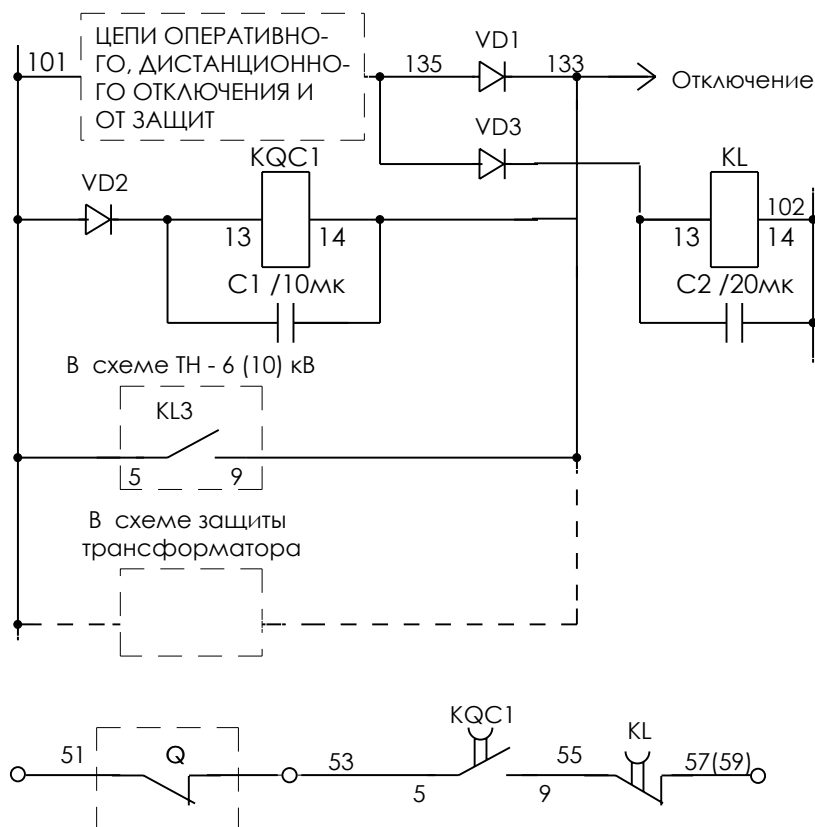 ЦЕПИ ОПЕРАТИВНО-
ГО, ДИСТАНЦИОННО-
ГО ОТКЛЮЧЕНИЯ И
ОТ ЗАЩИТ
101
135
VD1
133
Отключение
VD3
VD2
KQC1
13
14
C1 /10мк
KL
102
13
14
C2 /20мк
В схеме ТН - 6 (10) кВ
KL3
5
9
В схеме защиты
трансформатора
51
Q
53
KQC1
5
9
55
KL
57(59)